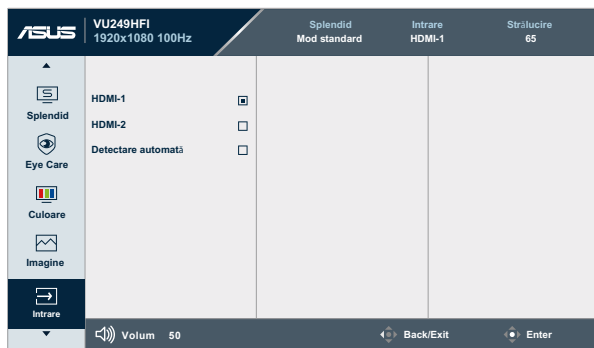 ASUS
VU249HFI
1920x1080 100Hz
Splendid
Mod standard
Intrare
HDMI-1
Strălucire
65
Splendid
Eye Care
Culoare
Imagine
Intrare
HDMI-1
HDMI-2
Detectare automată
Volum 50
Back/Exit
Enter